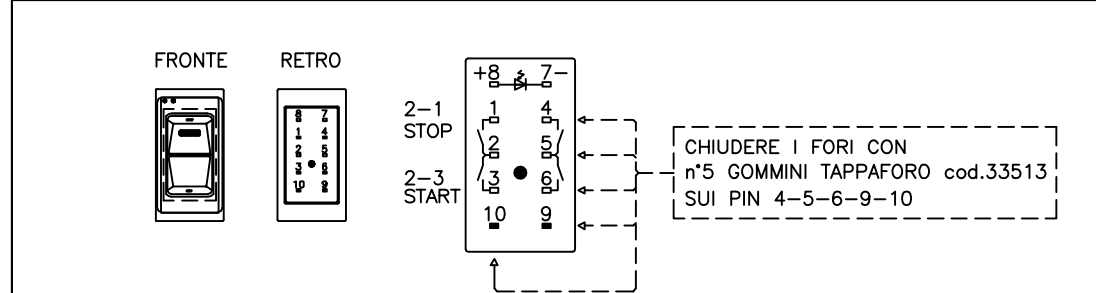 FRONTE
RETRO
8 7
1 4
2 5
3 6
10 9
+8 7-
2-1
STOP
1 4
2 5
2-3
START
3 6
10 9
CHIUDERE I FORI CON
n°5 GOMMINI TAPPAFORO cod.33513
SUI PIN 4-5-6-9-10